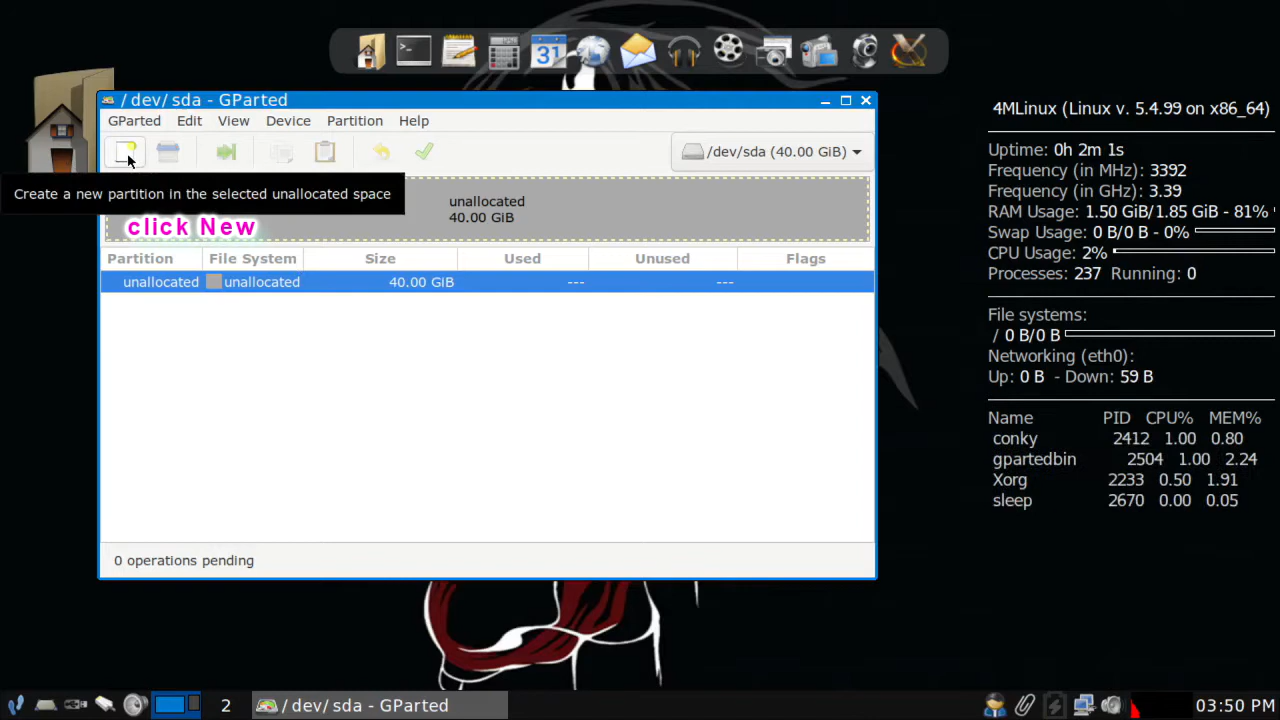 31
/dev/sda - GParted
GParted Edit View Device Partition Help
/dev/sda (40.00 GiB)
Create a new partition in the selected unallocated space
unallocated
40.00 GiB
click New
Partition File System Size Used Unused Flags
unallocated unallocated 40.00 GiB --- ---
0 operations pending
4MLinux (Linux v. 5.4.99 on x86_64)
Uptime: 0h 2m 1s
Frequency (in MHz): 3392
Frequency (in GHz): 3.39
RAM Usage: 1.50 GiB/1.85 GiB - 81%
Swap Usage: 0 B/0 B - 0%
CPU Usage: 2%
Processes: 237 Running: 0
File systems:
/ 0 B/0 B
Networking (eth0):
Up: 0 B - Down: 59 B
Name PID CPU% MEM%
conky 2412 1.00 0.80
gpartedbin 2504 1.00 2.24
Xorg 2233 0.50 1.91
sleep 2670 0.00 0.05
2 /dev/sda - GParted 03:50 PM